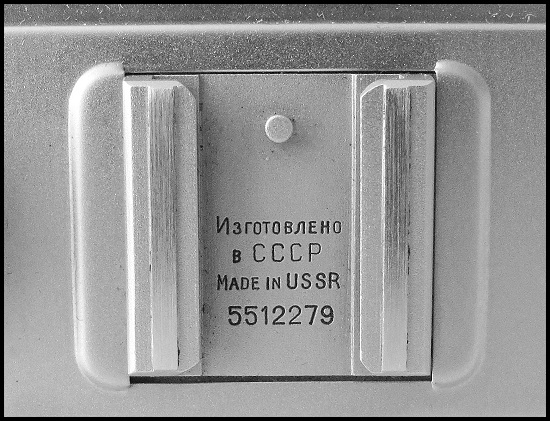 Изготовлено
в СССР
Made in USSR
5512279